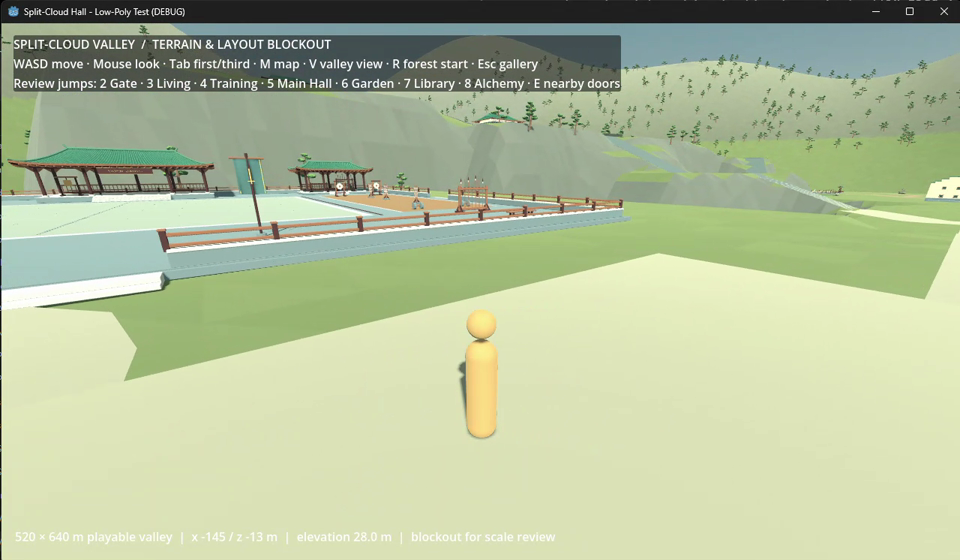 Split-Cloud Hall - Low-Poly Test (DEBUG)
SPLIT-CLOUD VALLEY / TERRAIN & LAYOUT BLOCKOUT
WASD move · Mouse look · Tab first/third · M map · V valley view · R forest start · Esc gallery
Review jumps: 2 Gate · 3 Living · 4 Training · 5 Main Hall · 6 Garden · 7 Library · 8 Alchemy · E nearby doors
520 × 640 m playable valley | x -145 / z -13 m | elevation 28.0 m | blockout for scale review